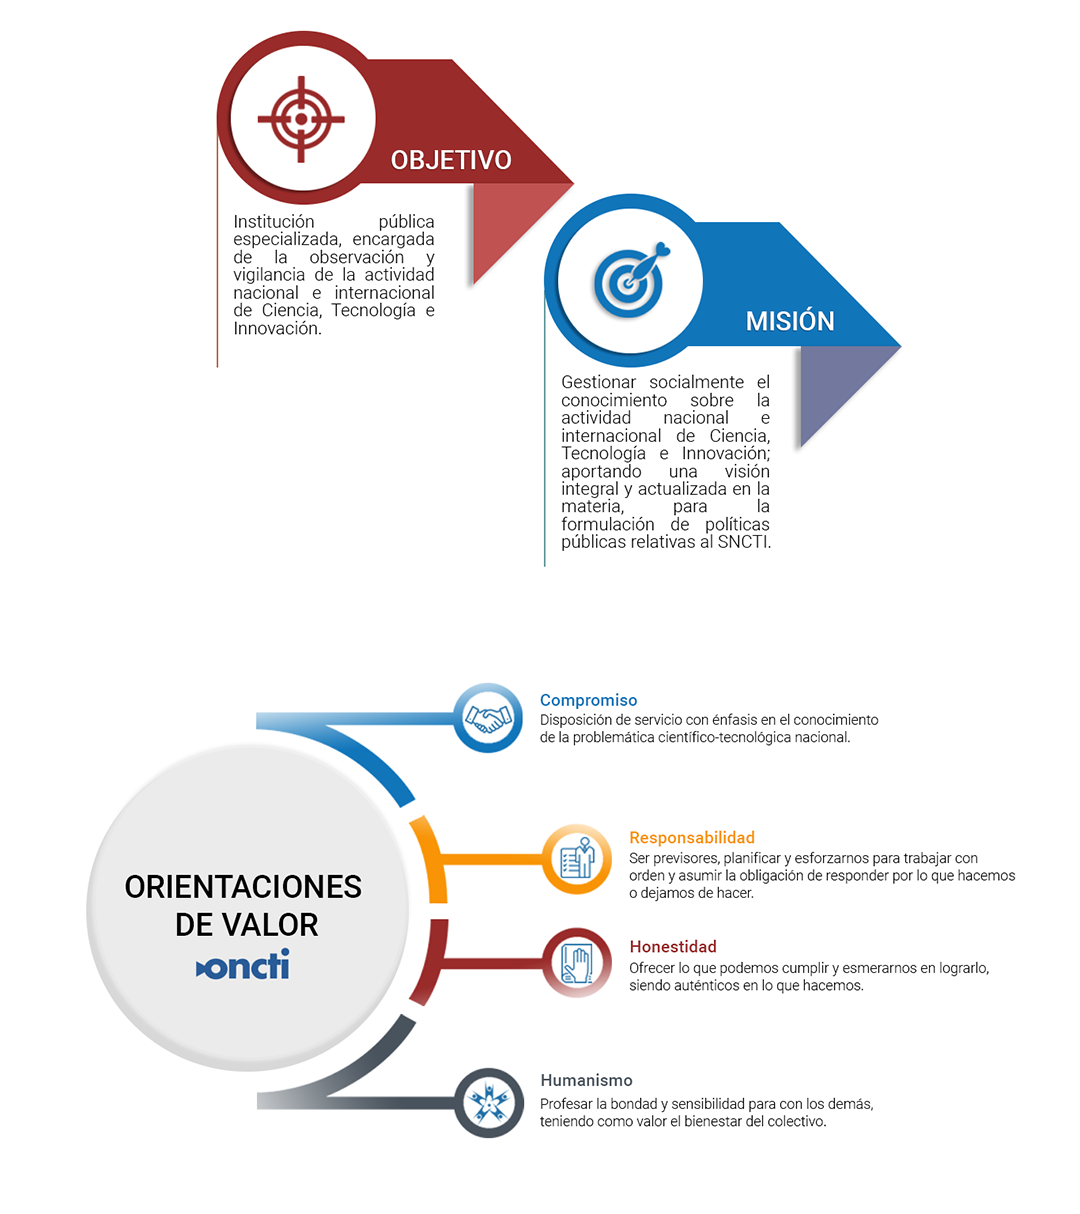 OBJETIVO
Institución pública
especializada, encargada
de la observación y
vigilancia de la actividad
nacional e internacional
de Ciencia, Tecnología e
Innovación.
MISIÓN
Gestionar socialmente el
conocimiento sobre la
actividad nacional e
internacional de Ciencia,
Tecnología e Innovación;
aportando una visión
integral y actualizada en la
materia, para la
formulación de políticas
públicas relativas al SNCTI.
ORIENTACIONES
DE VALOR
oncti
Compromiso
Disposición de servicio con énfasis en el conocimiento
de la problemática científico-tecnológica nacional.
Responsabilidad
Ser previsores, planificar y esforzarnos para trabajar con
orden y asumir la obligación de responder por lo que hacemos
o dejamos de hacer.
Honestidad
Ofrecer lo que podemos cumplir y esmerarnos en lograrlo,
siendo auténticos en lo que hacemos.
Humanismo
Profesar la bondad y sensibilidad para con los demás,
teniendo como valor el bienestar del colectivo.